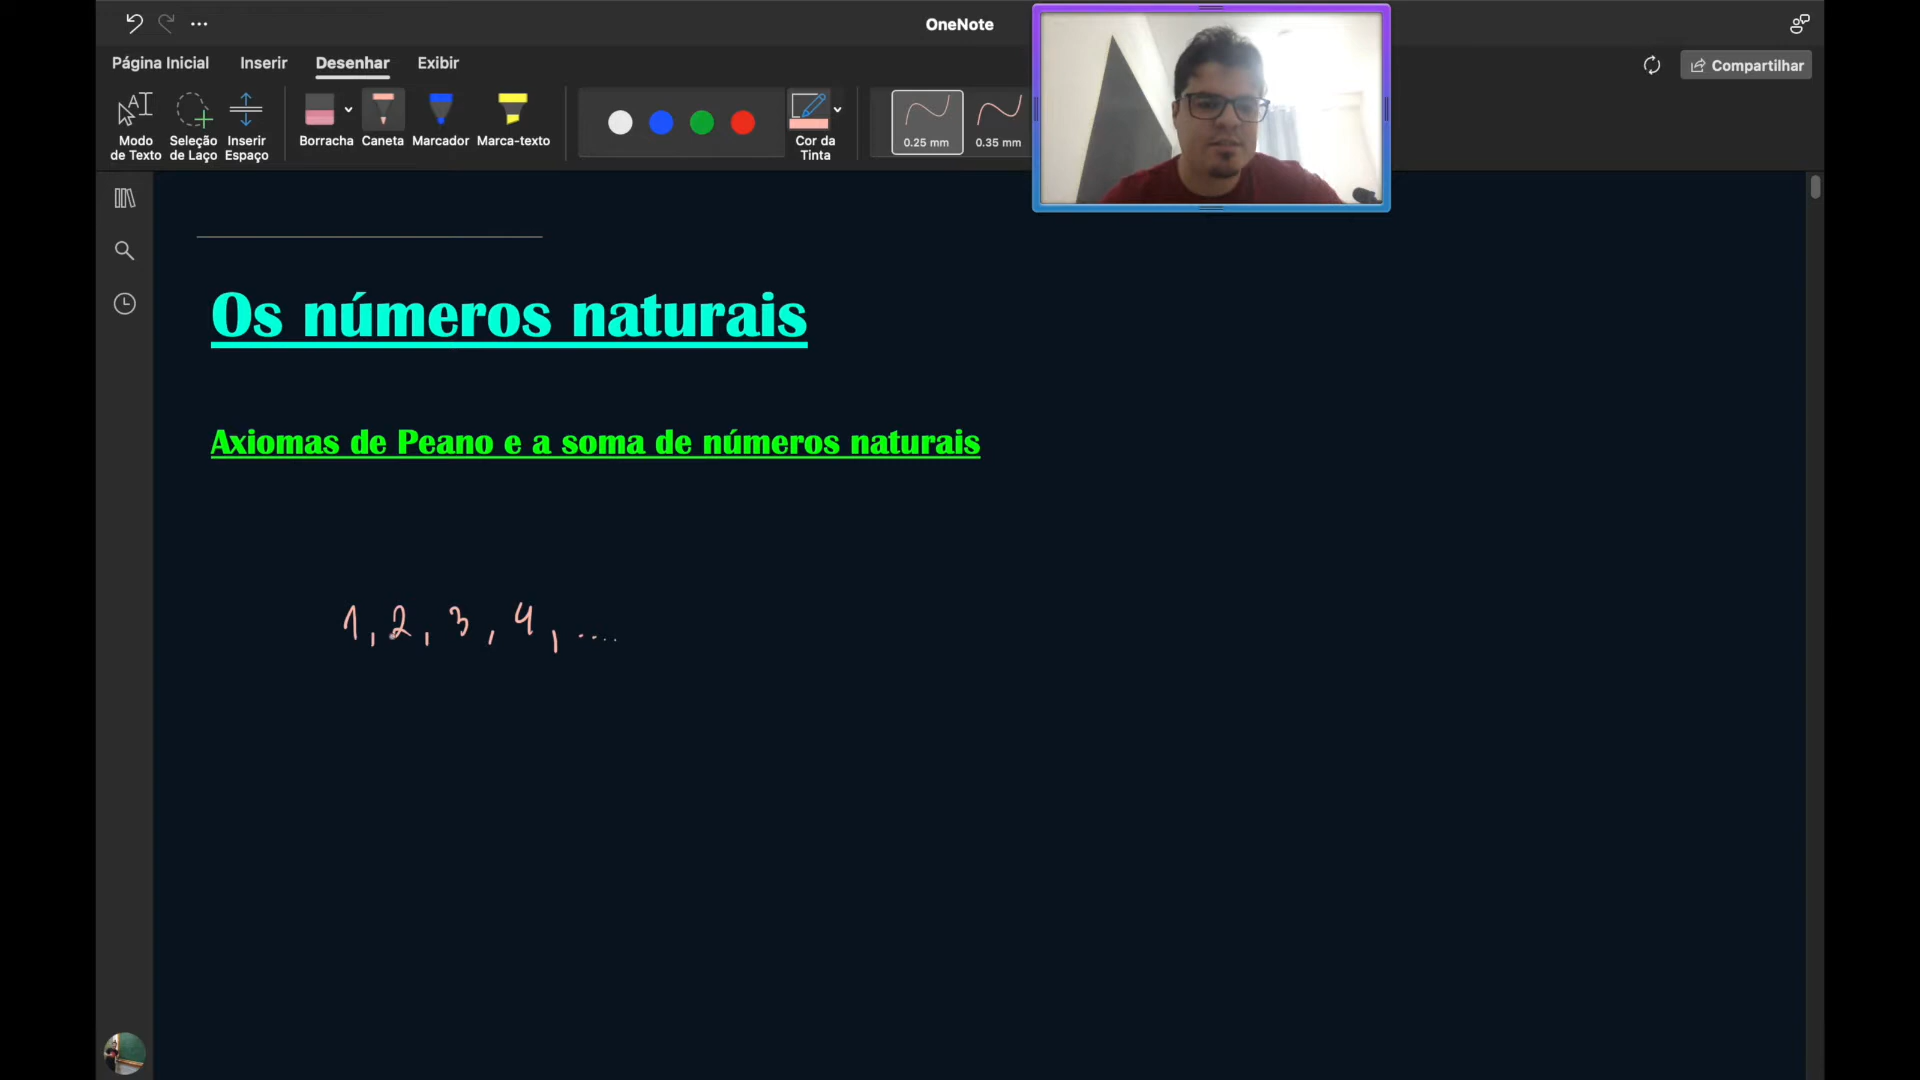 OneNote
Página Inicial Inserir Desenhar Exibir
Compartilhar
Modo de Texto
Seleção de Laço
Inserir Espaço
Borracha
Caneta
Marcador
Marca-texto
Cor da Tinta
0.25 mm
0.35 mm
Os números naturais
Axiomas de Peano e a soma de números naturais
1, 2, 3, 4, ....